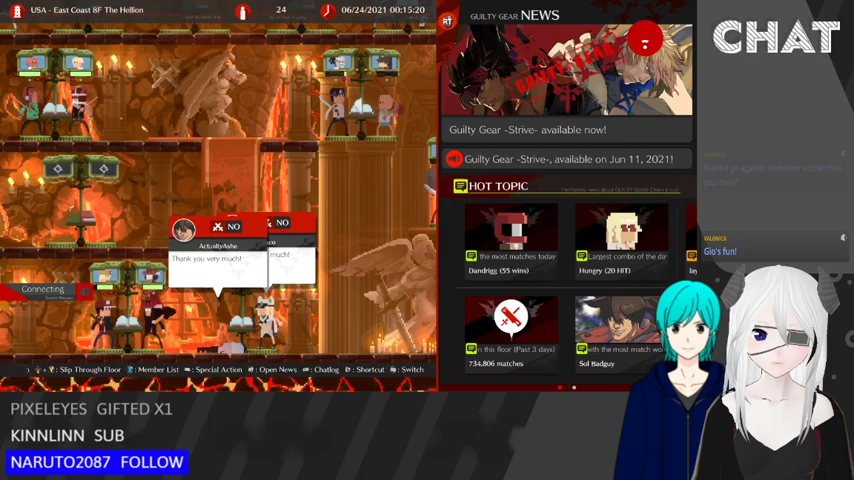 USA - East Coast 8F The Hellion
24
06/24/2021 00:15:20
GUILTY GEAR NEWS
CHAT
GUILTY GEAR
Guilty Gear -Strive- available now!
Guilty Gear -Strive-, available on Jun 11, 2021!
HOT TOPIC
Wanna go against someone worse than
you then?
VALONICA
Gio's fun!
the most matches today
Dandrigg (55 wins)
Largest combo of the da
Hungry (20 HIT)
n this floor (Past 3 days)
734,806 matches
with the most match wo
Sol Badguy
NO
NO
ActuallyAshe
Thank you very much!
much!
Connecting
: Slip Through Floor
: Member List
: Special Action
: Open News
: Chatlog
: Shortcut
: Switch
PIXELEYES GIFTED X1
KINNLINN SUB
NARUTO2087 FOLLOW